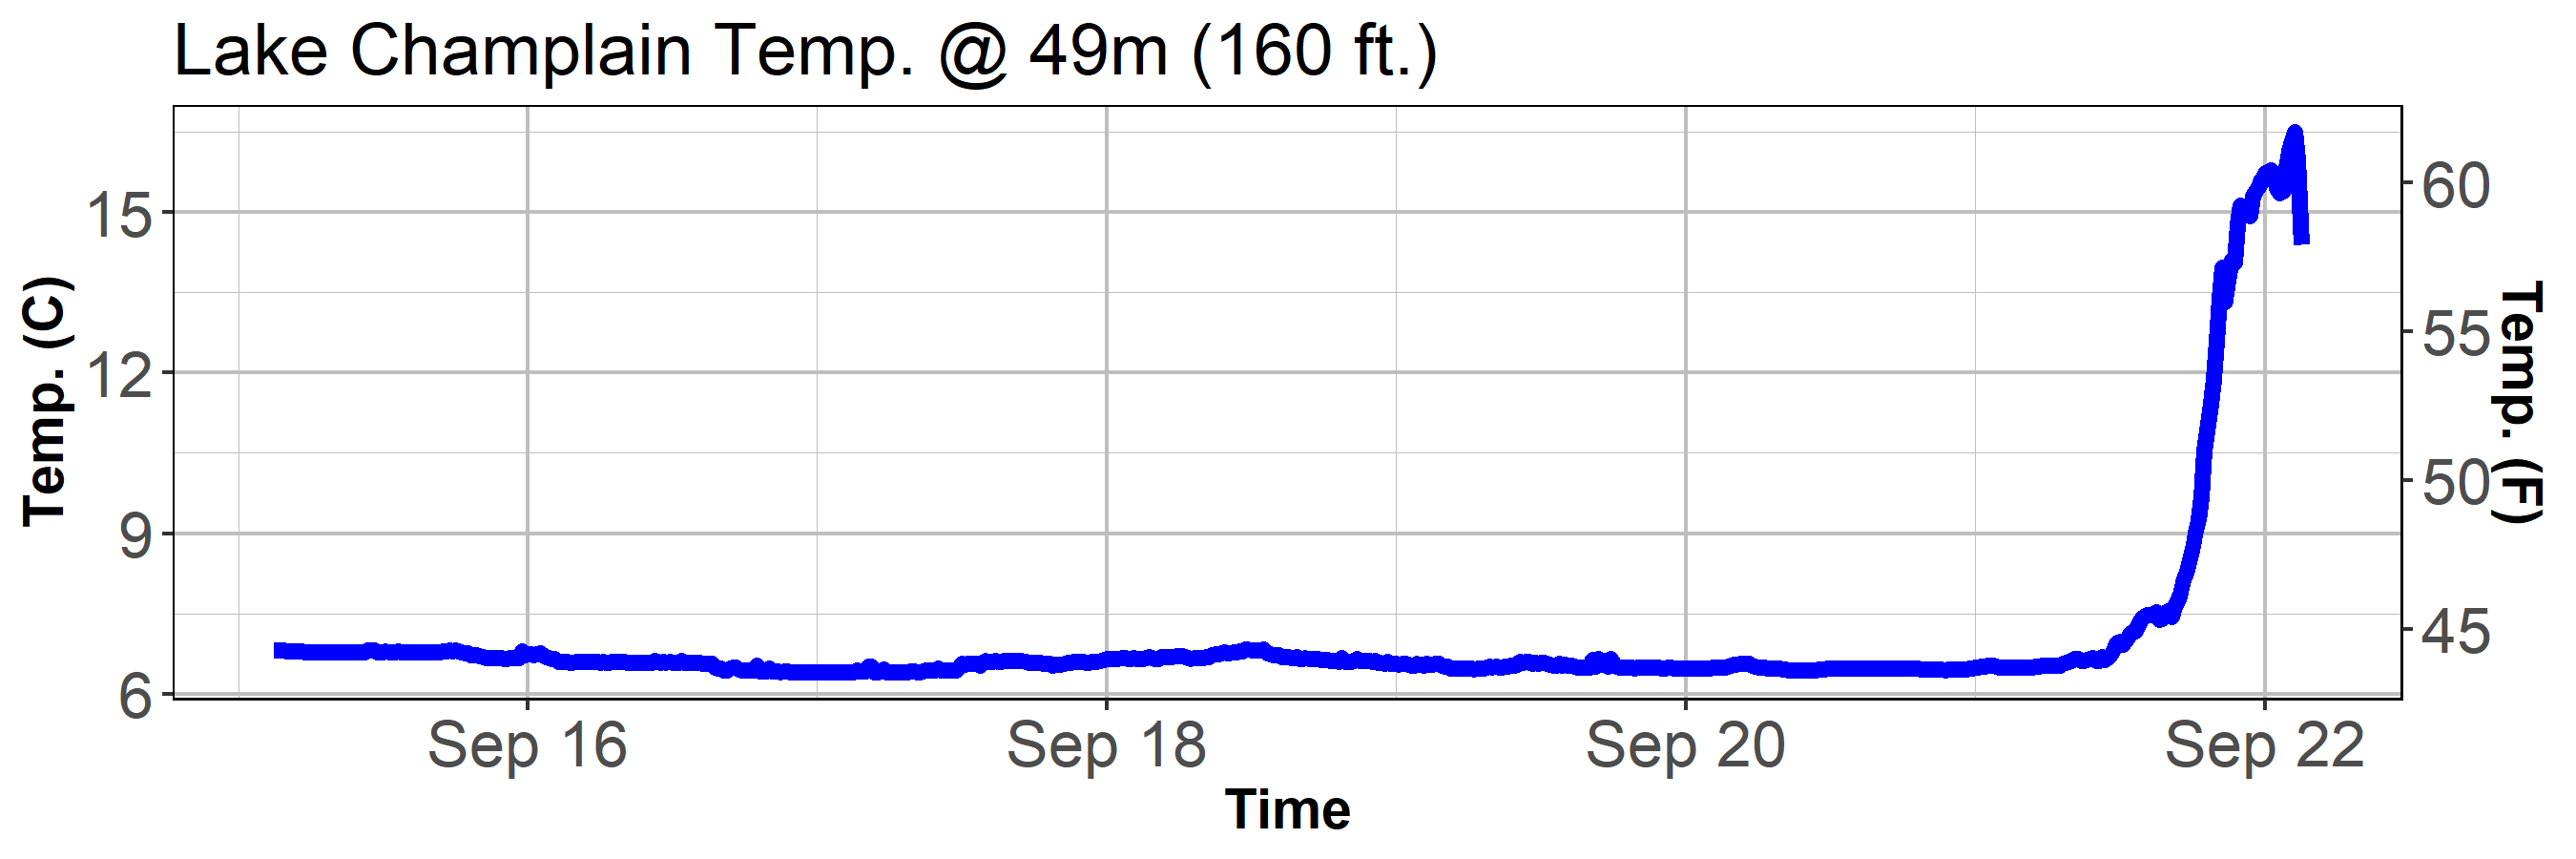 Lake Champlain Temp. @ 49m (160 ft.)
Temp. (C)
15
12
9
6
60
55
50
45
Temp. (F)
Sep 16
Sep 18
Sep 20
Sep 22
Time